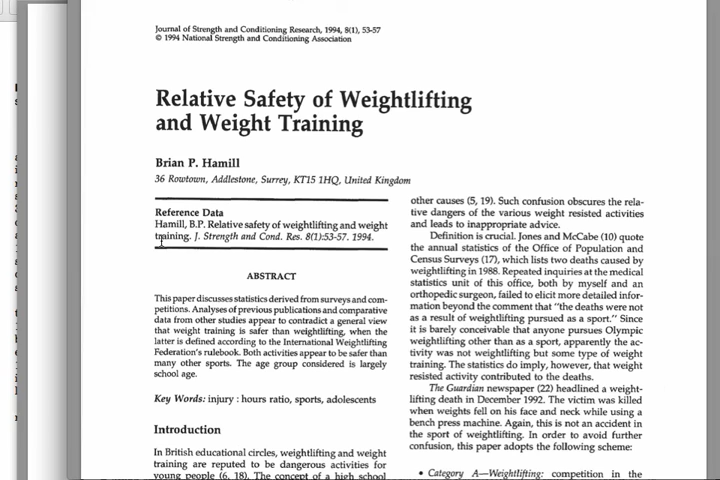 Journal of Strength and Conditioning Research, 1994, 8(1), 53-57
© 1994 National Strength and Conditioning Association
Relative Safety of Weightlifting
and Weight Training
Brian P. Hamill
36 Rowtown, Addlestone, Surrey, KT15 1HQ, United Kingdom
Reference Data
Hamill, B.P. Relative safety of weightlifting and weight
training. J. Strength and Cond. Res. 8(1):53-57. 1994.
ABSTRACT
This paper discusses statistics derived from surveys and com-
petitions. Analyses of previous publications and comparative
data from other studies appear to contradict a general view
that weight training is safer than weightlifting, when the
latter is defined according to the International Weightlifting
Federation's rulebook. Both activities appear to be safer than
many other sports. The age group considered is largely
school age.
Key Words: injury : hours ratio, sports, adolescents
Introduction
In British educational circles, weightlifting and weight
training are reputed to be dangerous activities for
young people (6, 18). The concept of a high school
other causes (5, 19). Such confusion obscures the rela-
tive dangers of the various weight resisted activities
and leads to inappropriate advice.
Definition is crucial. Jones and McCabe (10) quote
the annual statistics of the Office of Population and
Census Surveys (17), which lists two deaths caused by
weightlifting in 1988. Repeated inquiries at the medical
statistics unit of this office, both by myself and an
orthopedic surgeon, failed to elicit more detailed infor-
mation beyond the comment that "the deaths were not
as a result of weightlifting pursued as a sport." Since
it is barely conceivable that anyone pursues Olympic
weightlifting other than as a sport, apparently the ac-
tivity was not weightlifting but some type of weight
training. The statistics do imply, however, that weight
resisted activity contributed to the deaths.
The Guardian newspaper (22) headlined a weight-
lifting death in December 1992. The victim was killed
when weights fell on his face and neck while using a
bench press machine. Again, this is not an accident in
the sport of weightlifting. In order to avoid further
confusion, this paper adopts the following scheme:
• Category A—Weightlifting: competition in the